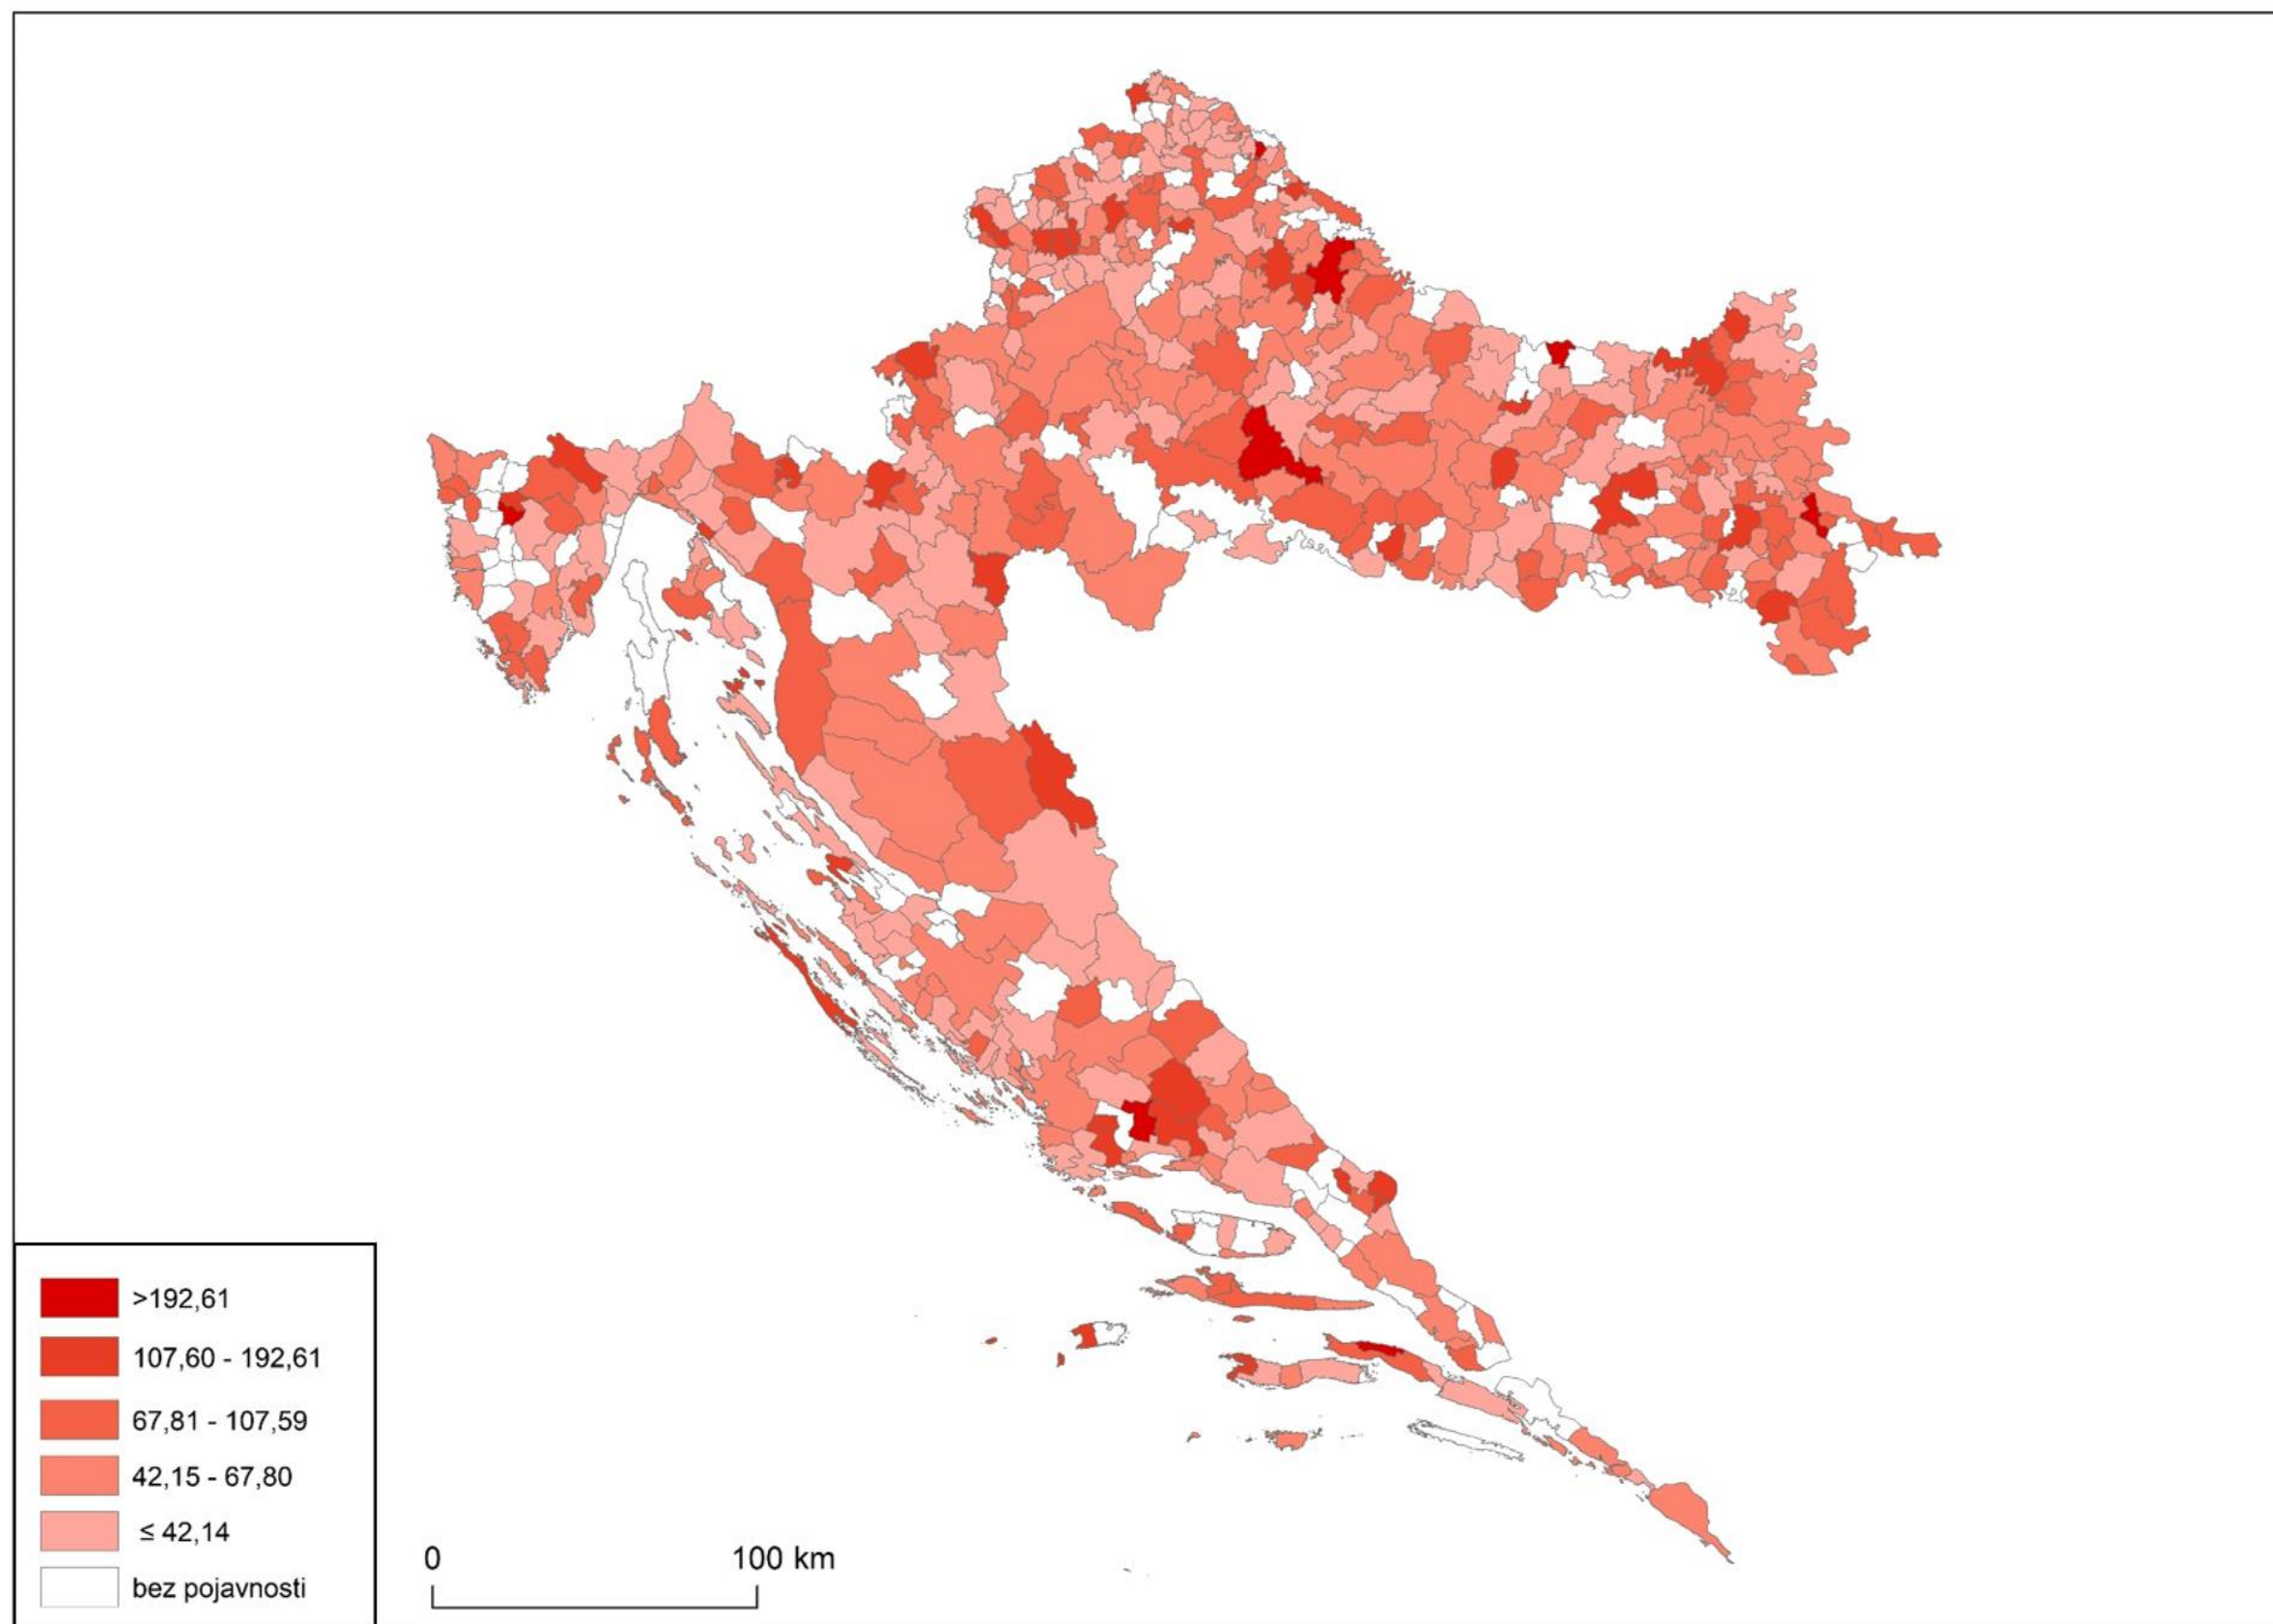 >192,61
107,60 - 192,61
67,81 - 107,59
42,15 - 67,80
≤ 42,14
bez pojavnosti
0 100 km